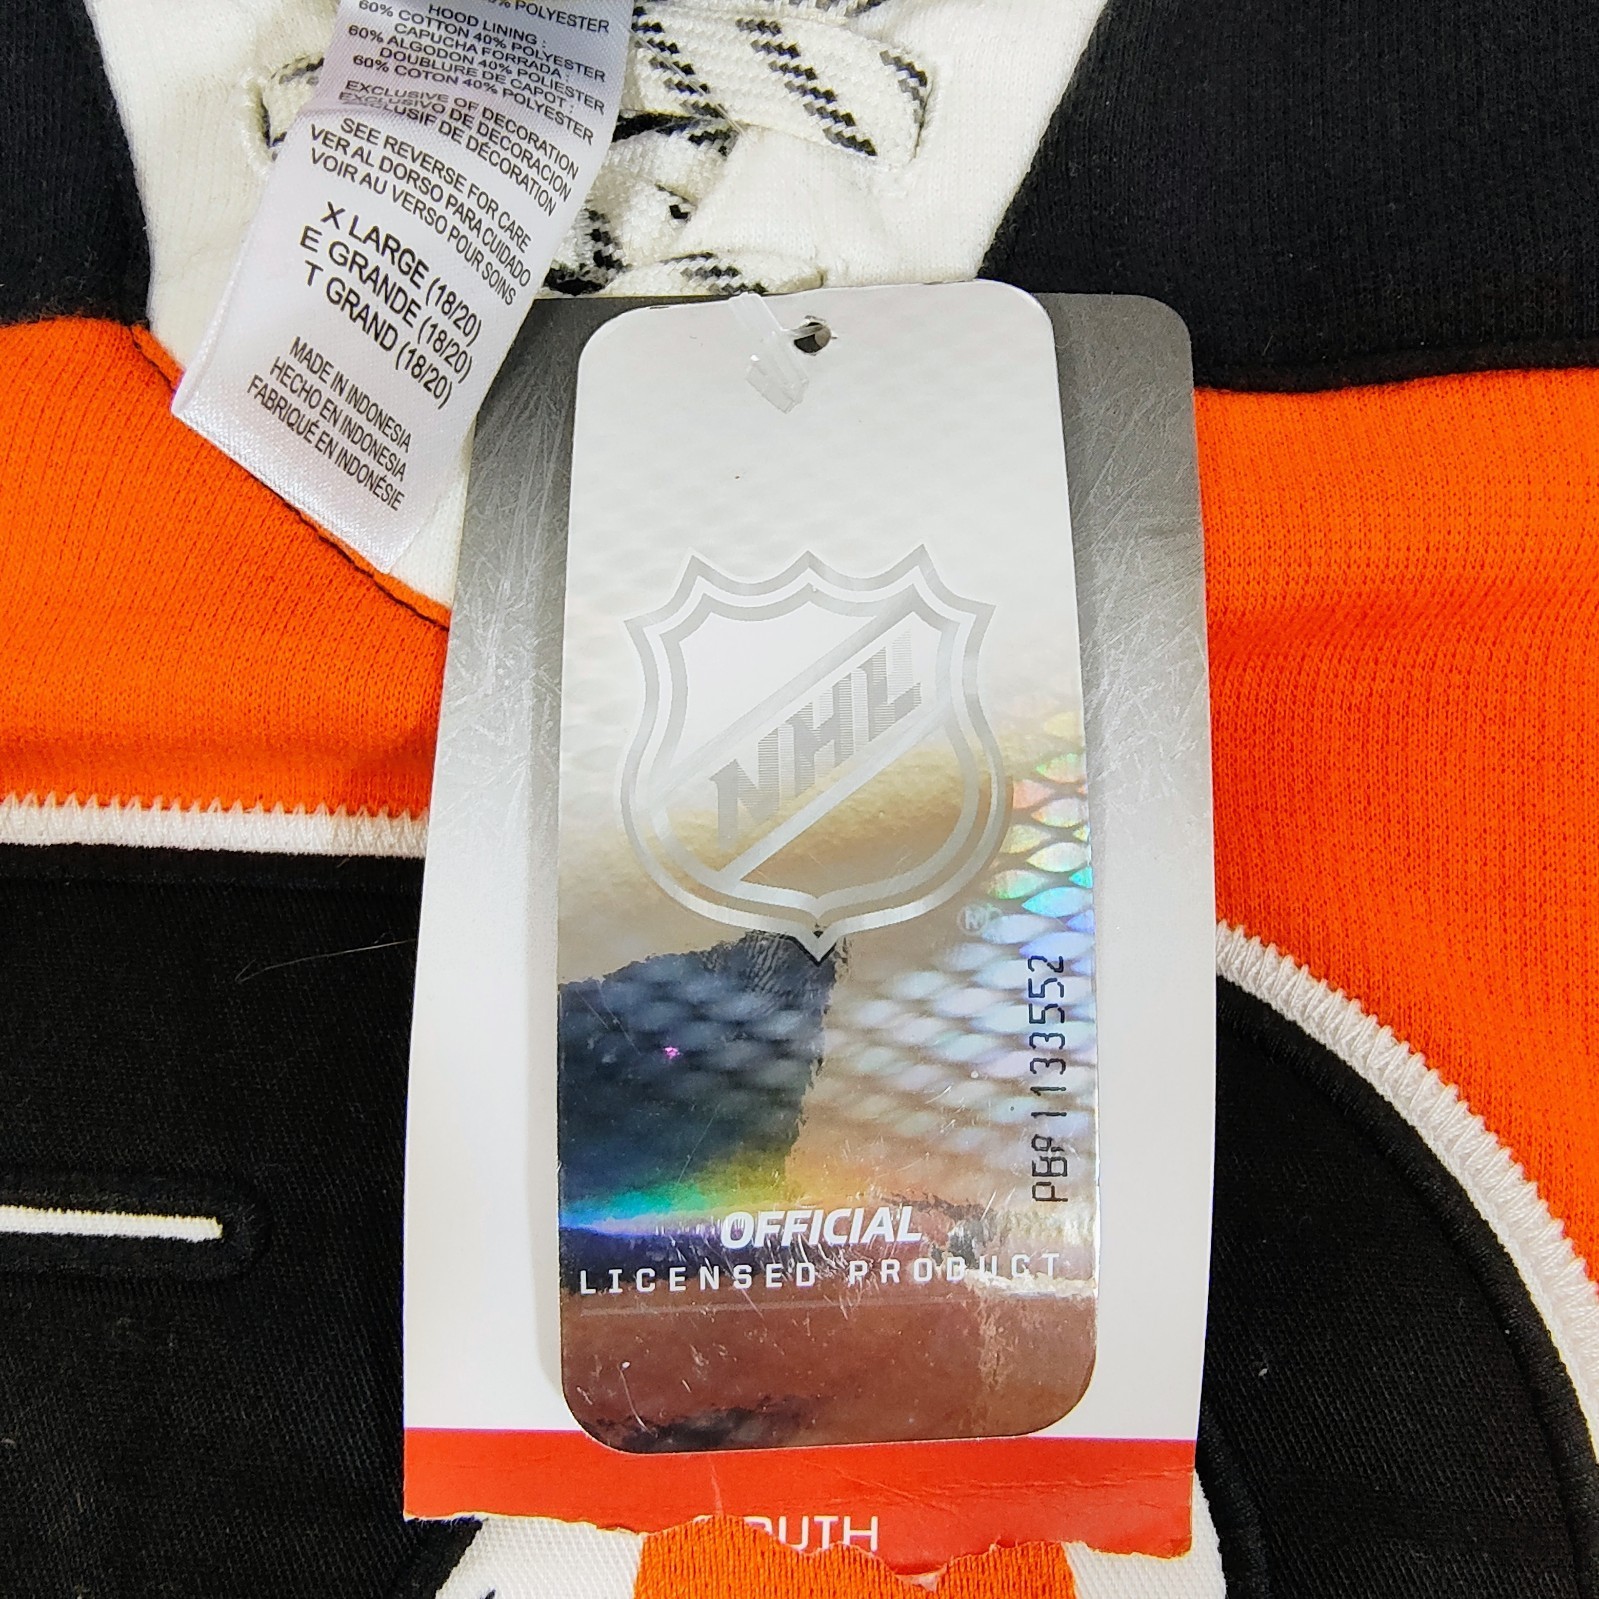 % POLYESTER
HOOD LINING :
60% COTTON 40% POLYESTER
CAPUCHA FORRADA :
60% ALGODON 40% POLIESTER
DOUBLURE DE CAPOT :
60% COTON 40% POLYESTER
EXCLUSIVE OF DECORATION
EXCLUSIVO DE DECORACION
EXCLUSIF DE DÉCORATION
SEE REVERSE FOR CARE
VER AL DORSO PARA CUIDADO
VOIR AU VERSO POUR SOINS
X LARGE (18/20)
E GRANDE (18/20)
T GRAND (18/20)
MADE IN INDONESIA
HECHO EN INDONESIA
FABRIQUÉ EN INDONÉSIE
NHL
®
PBP1133552
OFFICIAL
LICENSED PRODUCT
OUTH